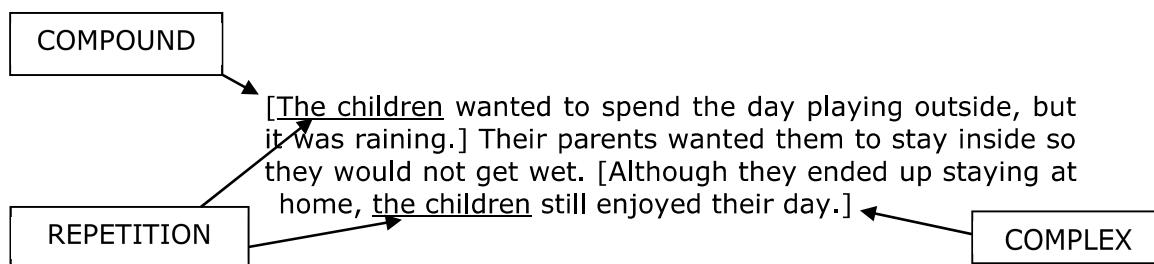 COMPOUND
[The children wanted to spend the day playing outside, but
it was raining.] Their parents wanted them to stay inside so
they would not get wet. [Although they ended up staying at
home, the children still enjoyed their day.]
REPETITION
COMPLEX